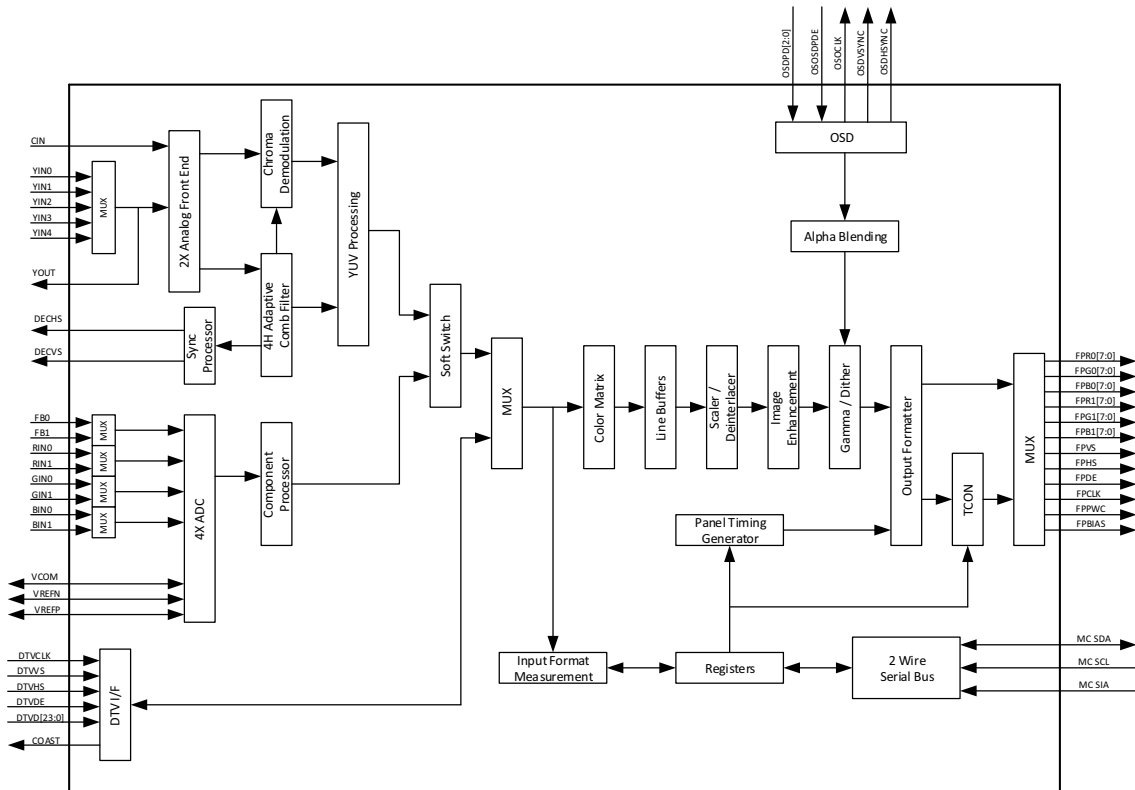 OSDPD[2:0]
OSOSDPDE
OSOCLK
OSDVSYNC
OSDHSYNC
OSD
Alpha Blending
CIN
YIN0
YIN1
YIN2
YIN3
YIN4
MUX
YOUT
2X Analog Front End
Chroma
Demodulation
4H Adaptive
Comb Filter
YUV Processing
DECHS
DECVS
Sync
Processor
Soft Switch
FB0
FB1
RIN0
RIN1
GIN0
GIN1
BIN0
BIN1
MUX
MUX
MUX
MUX
4X ADC
Component
Processor
VCOM
VREFN
VREFP
DTVCLK
DTVVS
DTVHS
DTVDE
DTVD[23:0]
COAST
DTV I/F
MUX
Color Matrix
Line Buffers
Scaler /
Deinterlacer
Image
Enhancement
Gamma / Dither
Output Formatter
TCON
MUX
FPR0[7:0]
FPG0[7:0]
FPB0[7:0]
FPR1[7:0]
FPG1[7:0]
FPB1[7:0]
FPVS
FPHS
FPDE
FPCLK
FPPWC
FPBIAS
Panel Timing
Generator
Input Format
Measurement
Registers
2 Wire
Serial Bus
MC SDA
MC SCL
MC SIA